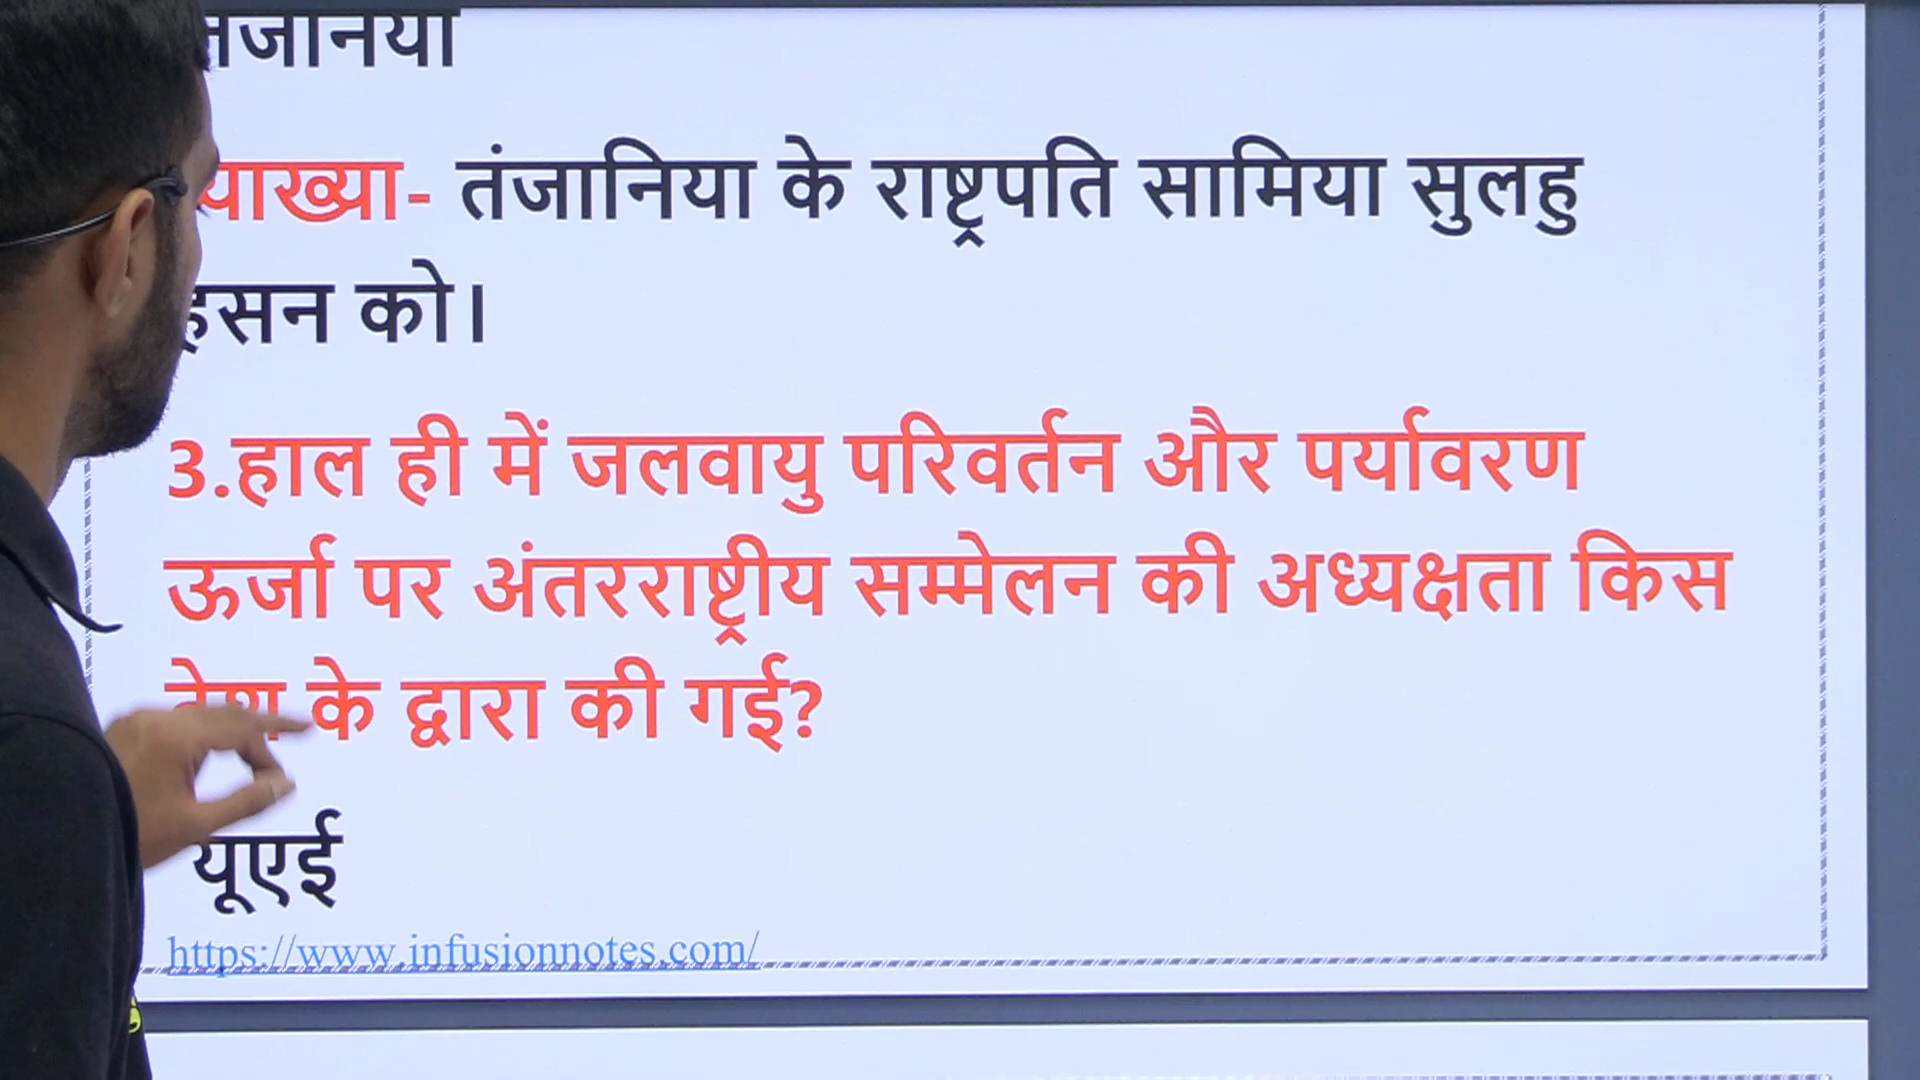 तंजानिया
व्याख्या- तंजानिया के राष्ट्रपति सामिया सुलहु
हसन को।
3.हाल ही में जलवायु परिवर्तन और पर्यावरण
ऊर्जा पर अंतरराष्ट्रीय सम्मेलन की अध्यक्षता किस
देश के द्वारा की गई?
यूएई
https://www.infusionnotes.com/